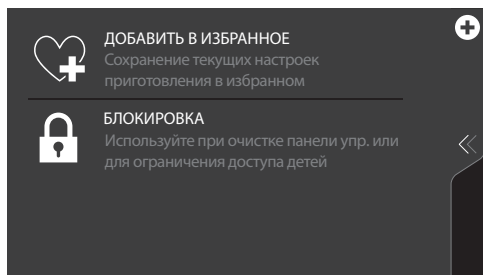 ДОБАВИТЬ В ИЗБРАННОЕ
Сохранение текущих настроек
приготовления в избранном
БЛОКИРОВКА
Используйте при очистке панели упр. или
для ограничения доступа детей